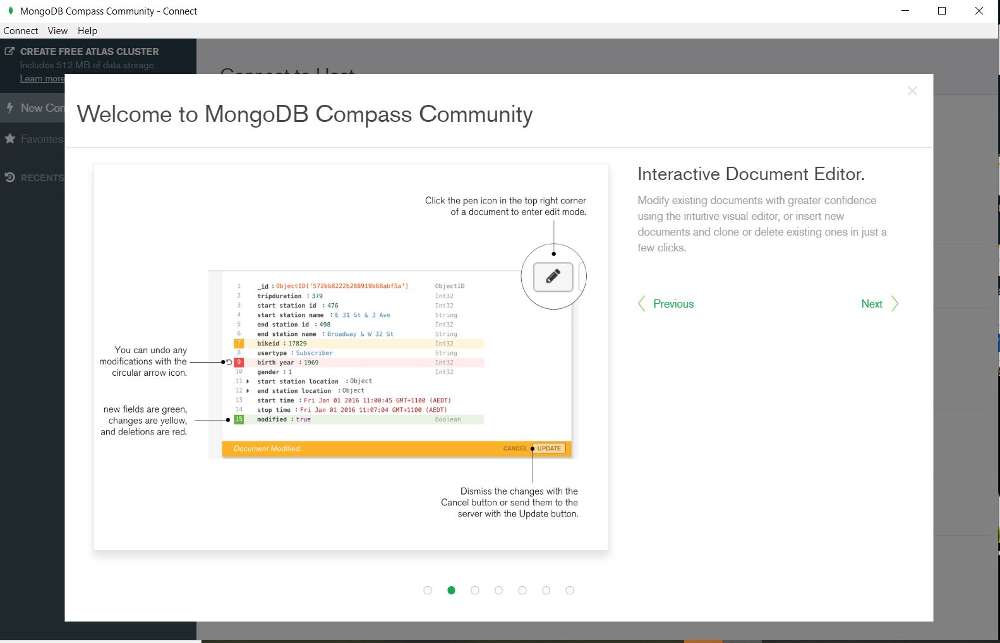 MongoDB Compass Community - Connect
Connect View Help
CREATE FREE ATLAS CLUSTER
Includes 512 MB of data storage.
Learn more
Connect to Host
New Con
Favorites
RECENTS
Welcome to MongoDB Compass Community
Click the pen icon in the top right corner
of a document to enter edit mode.
1 _id : ObjectID('572bb8222b288919b68abf5a') ObjectID
2 tripduration : 379 Int32
3 start station id : 476 Int32
4 start station name : E 31 St & 3 Ave String
5 end station id : 498 Int32
6 end station name : Broadway & W 32 St String
7 bikeid : 17829 Int32
8 usertype : Subscriber String
9 birth year : 1969 Int32
10 gender : 1 Int32
11 start station location : Object
12 end station location : Object
13 start time : Fri Jan 01 2016 11:00:45 GMT+1100 (AEDT)
14 stop time : Fri Jan 01 2016 11:07:04 GMT+1100 (AEDT)
15 modified : true Boolean
Document Modified. CANCEL UPDATE
You can undo any
modifications with the
circular arrow icon.
new fields are green,
changes are yellow,
and deletions are red.
Dismiss the changes with the
Cancel button or send them to the
server with the Update button.
Interactive Document Editor.
Modify existing documents with greater confidence
using the intuitive visual editor, or insert new
documents and clone or delete existing ones in just a
few clicks.
Previous Next